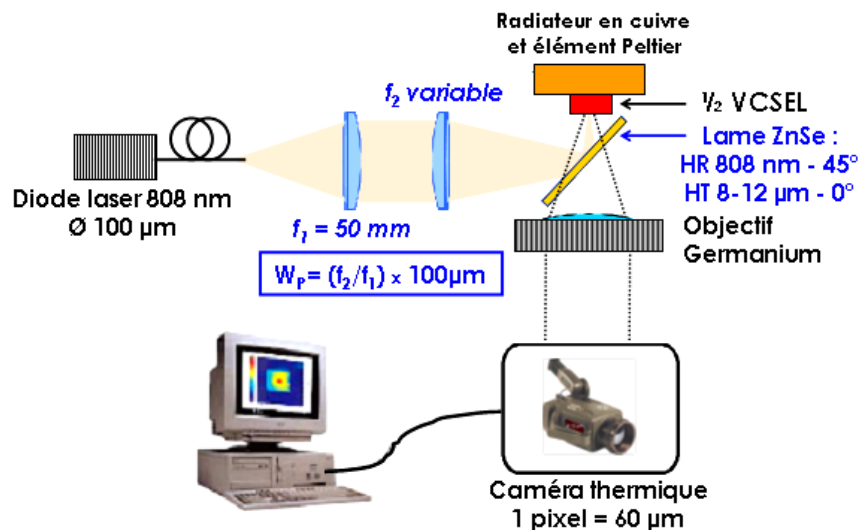 Radiateur en cuivre
et élément Peltier
f₂ variable
½ VCSEL
Lame ZnSe :
HR 808 nm - 45°
HT 8-12 µm - 0°
Diode laser 808 nm
Ø 100 µm
f₁ = 50 mm
Objectif
Germanium
Wₚ= (f₂/f₁) × 100µm
Caméra thermique
1 pixel = 60 µm